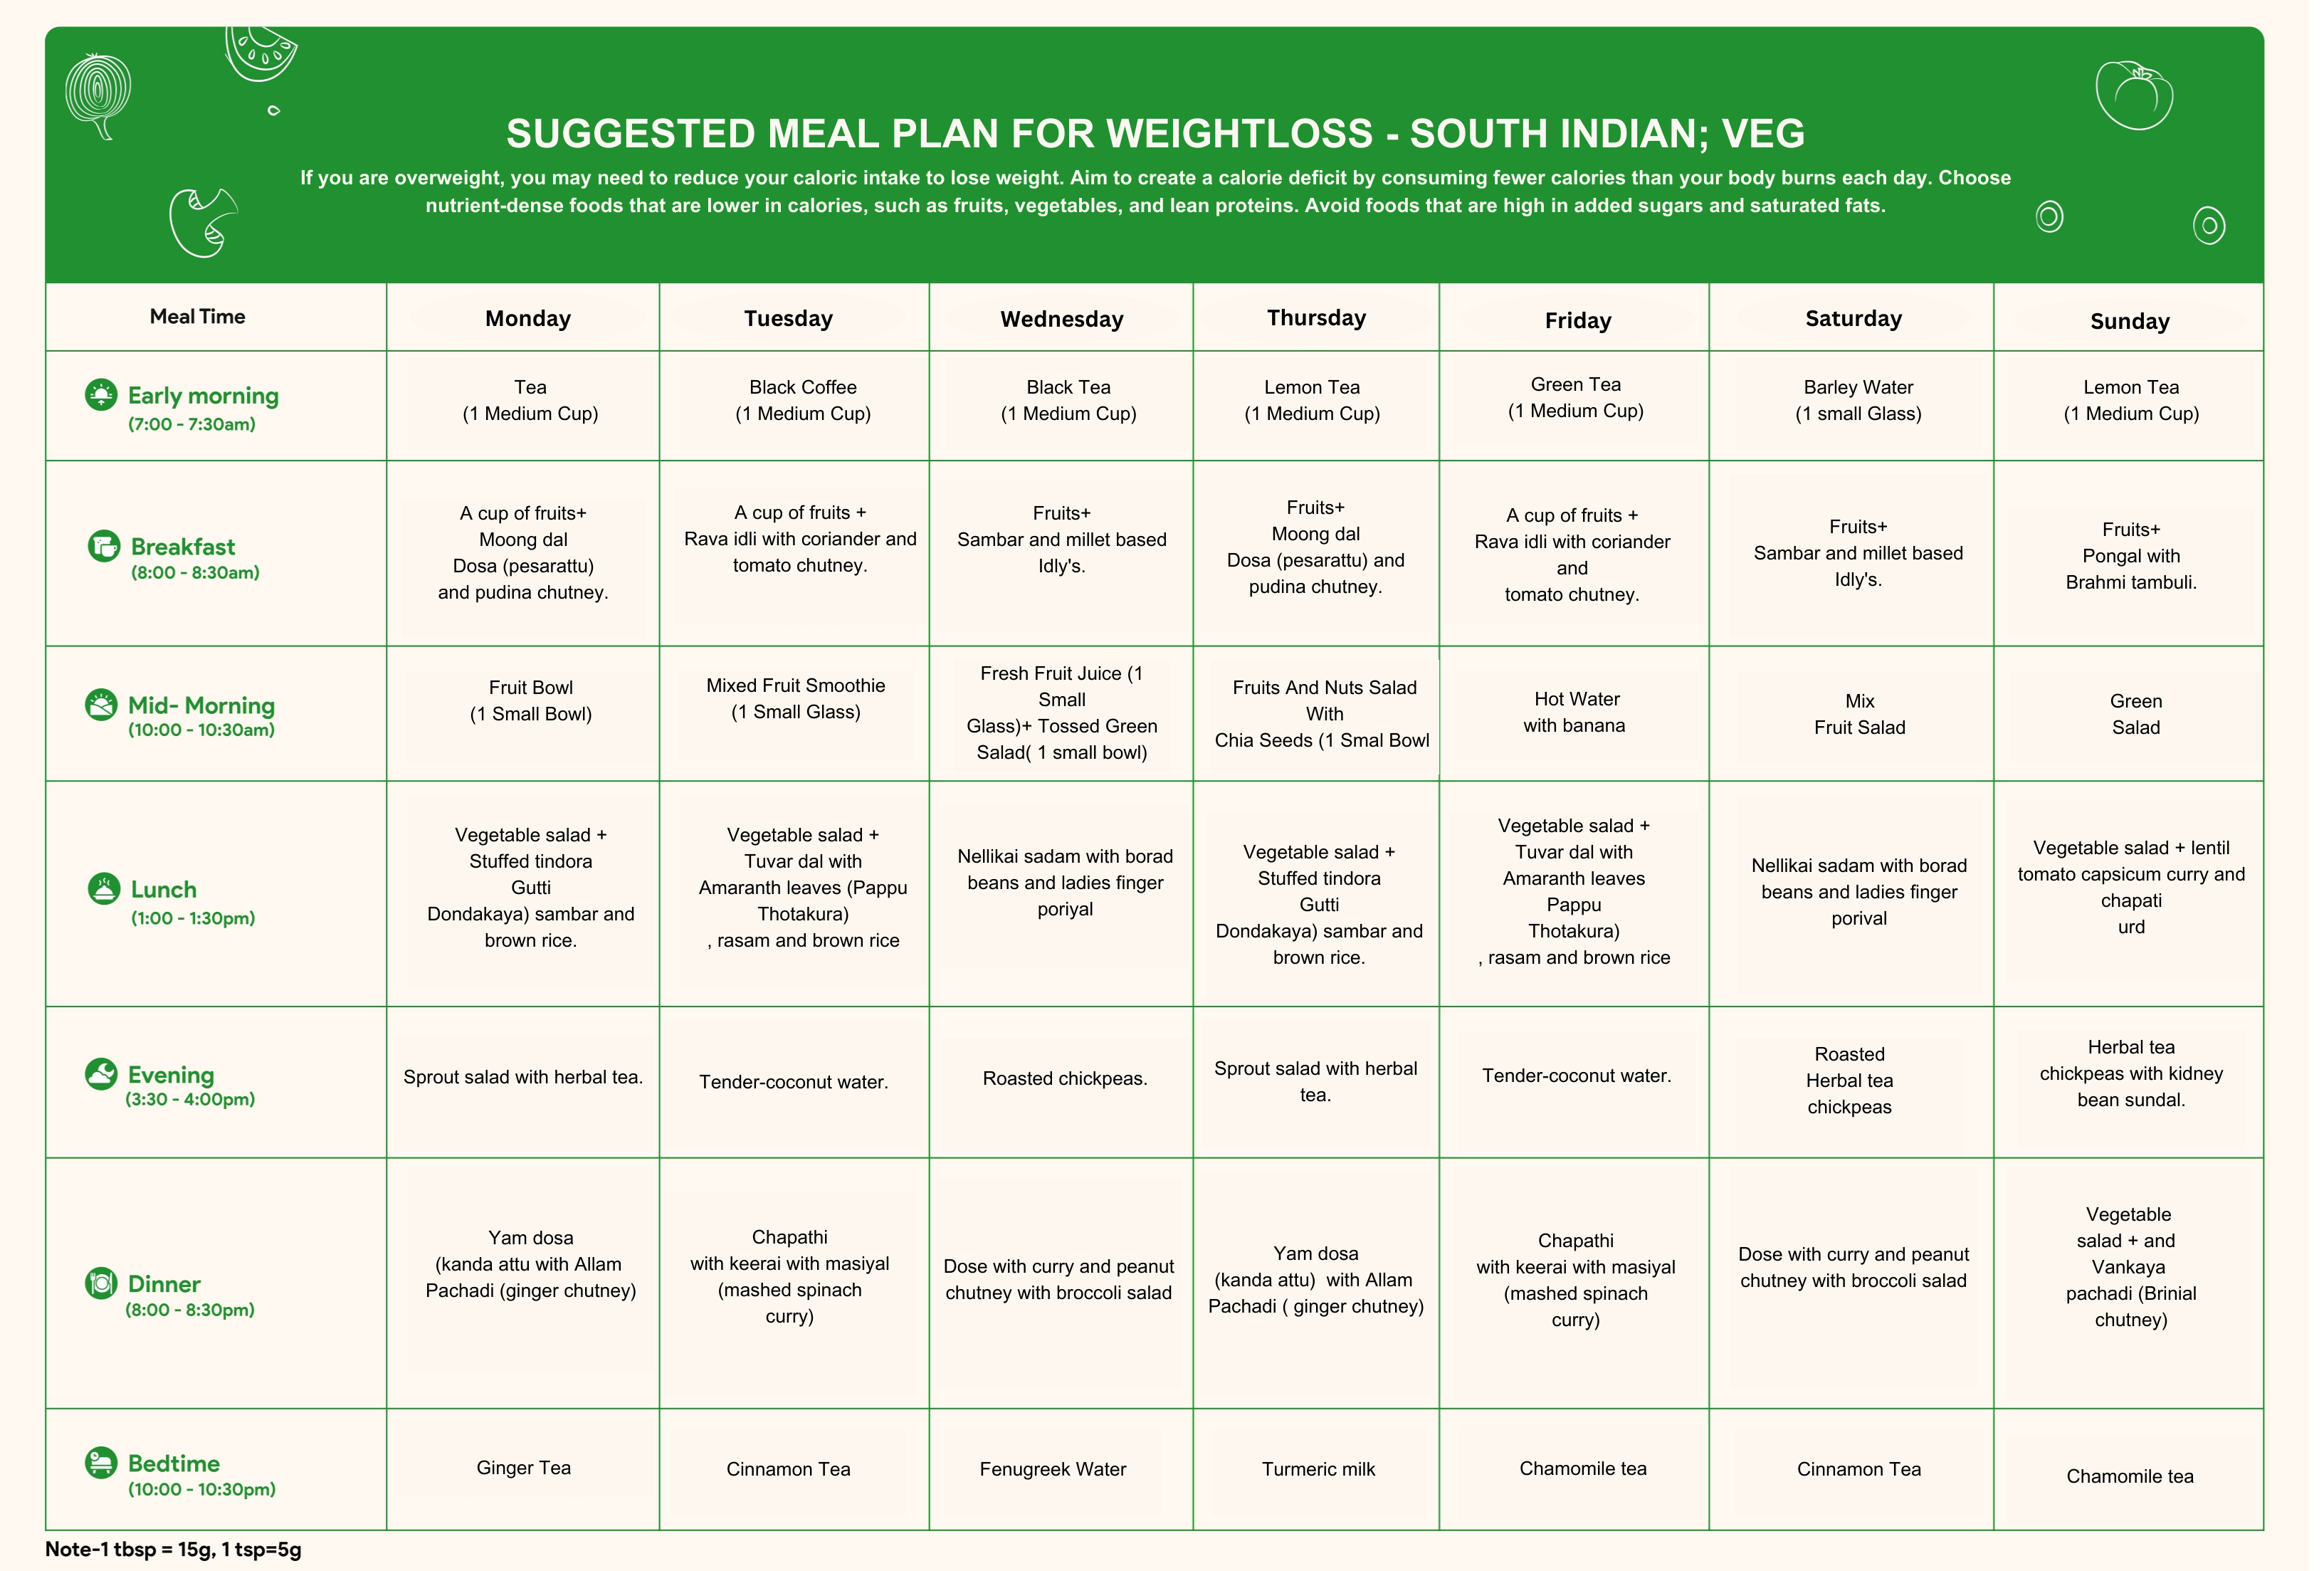 SUGGESTED MEAL PLAN FOR WEIGHTLOSS - SOUTH INDIAN; VEG
If you are overweight, you may need to reduce your caloric intake to lose weight. Aim to create a calorie deficit by consuming fewer calories than your body burns each day. Choose
nutrient-dense foods that are lower in calories, such as fruits, vegetables, and lean proteins. Avoid foods that are high in added sugars and saturated fats.
Meal Time
Monday
Tuesday
Wednesday
Thursday
Friday
Saturday
Sunday
Early morning
(7:00 - 7:30am)
Tea
(1 Medium Cup)
Black Coffee
(1 Medium Cup)
Black Tea
(1 Medium Cup)
Lemon Tea
(1 Medium Cup)
Green Tea
(1 Medium Cup)
Barley Water
(1 small Glass)
Lemon Tea
(1 Medium Cup)
Breakfast
(8:00 - 8:30am)
A cup of fruits+
Moong dal
Dosa (pesarattu)
and pudina chutney.
A cup of fruits +
Rava idli with coriander and
tomato chutney.
Fruits+
Sambar and millet based
Idly's.
Fruits+
Moong dal
Dosa (pesarattu) and
pudina chutney.
A cup of fruits +
Rava idli with coriander
and
tomato chutney.
Fruits+
Sambar and millet based
Idly's.
Fruits+
Pongal with
Brahmi tambuli.
Mid- Morning
(10:00 - 10:30am)
Fruit Bowl
(1 Small Bowl)
Mixed Fruit Smoothie
(1 Small Glass)
Fresh Fruit Juice (1
Small
Glass)+ Tossed Green
Salad( 1 small bowl)
Fruits And Nuts Salad
With
Chia Seeds (1 Smal Bowl
Hot Water
with banana
Mix
Fruit Salad
Green
Salad
Lunch
(1:00 - 1:30pm)
Vegetable salad +
Stuffed tindora
Gutti
Dondakaya) sambar and
brown rice.
Vegetable salad +
Tuvar dal with
Amaranth leaves (Pappu
Thotakura)
, rasam and brown rice
Nellikai sadam with borad
beans and ladies finger
poriyal
Vegetable salad +
Stuffed tindora
Gutti
Dondakaya) sambar and
brown rice.
Vegetable salad +
Tuvar dal with
Amaranth leaves
Pappu
Thotakura)
, rasam and brown rice
Nellikai sadam with borad
beans and ladies finger
porival
Vegetable salad + lentil
tomato capsicum curry and
chapati
urd
Evening
(3:30 - 4:00pm)
Sprout salad with herbal tea.
Tender-coconut water.
Roasted chickpeas.
Sprout salad with herbal
tea.
Tender-coconut water.
Roasted
Herbal tea
chickpeas
Herbal tea
chickpeas with kidney
bean sundal.
Dinner
(8:00 - 8:30pm)
Yam dosa
(kanda attu with Allam
Pachadi (ginger chutney)
Chapathi
with keerai with masiyal
(mashed spinach
curry)
Dose with curry and peanut
chutney with broccoli salad
Yam dosa
(kanda attu) with Allam
Pachadi ( ginger chutney)
Chapathi
with keerai with masiyal
(mashed spinach
curry)
Dose with curry and peanut
chutney with broccoli salad
Vegetable
salad + and
Vankaya
pachadi (Brinial
chutney)
Bedtime
(10:00 - 10:30pm)
Ginger Tea
Cinnamon Tea
Fenugreek Water
Turmeric milk
Chamomile tea
Cinnamon Tea
Chamomile tea
Note-1 tbsp = 15g, 1 tsp=5g